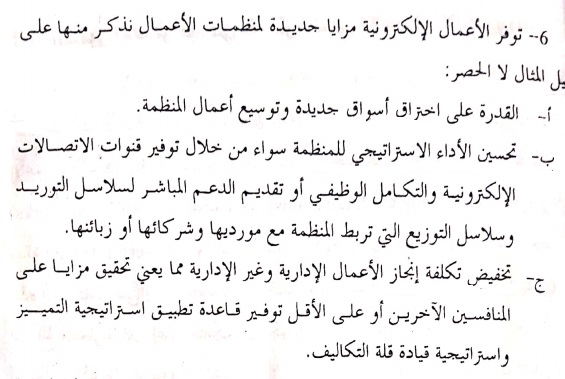 6-- توفر الأعمال الإلكترونية مزايا جديدة لمنظمات الأعمال نذكر منها على
يل المثال لا الحصر:
أ- القدرة على اختراق أسواق جديدة وتوسيع أعمال المنظمة.
ب- تحسين الأداء الاستراتيجي للمنظمة سواء من خلال توفير قنوات الاتصالات
الإلكترونية والتكامل الوظيفي أو تقديم الدعم المباشر لسلاسل التوريد
وسلاسل التوزيع التي تربط المنظمة مع مورديها وشركائها أو زبائنها.
ج- تخفيض تكلفة إنجاز الأعمال الإدارية وغير الإدارية مما يعني تحقيق مزايا على
المنافسين الآخرين أو على الأقل توفير قاعدة تطبيق استراتيجية التمييز
واستراتيجية قيادة قلة التكاليف.